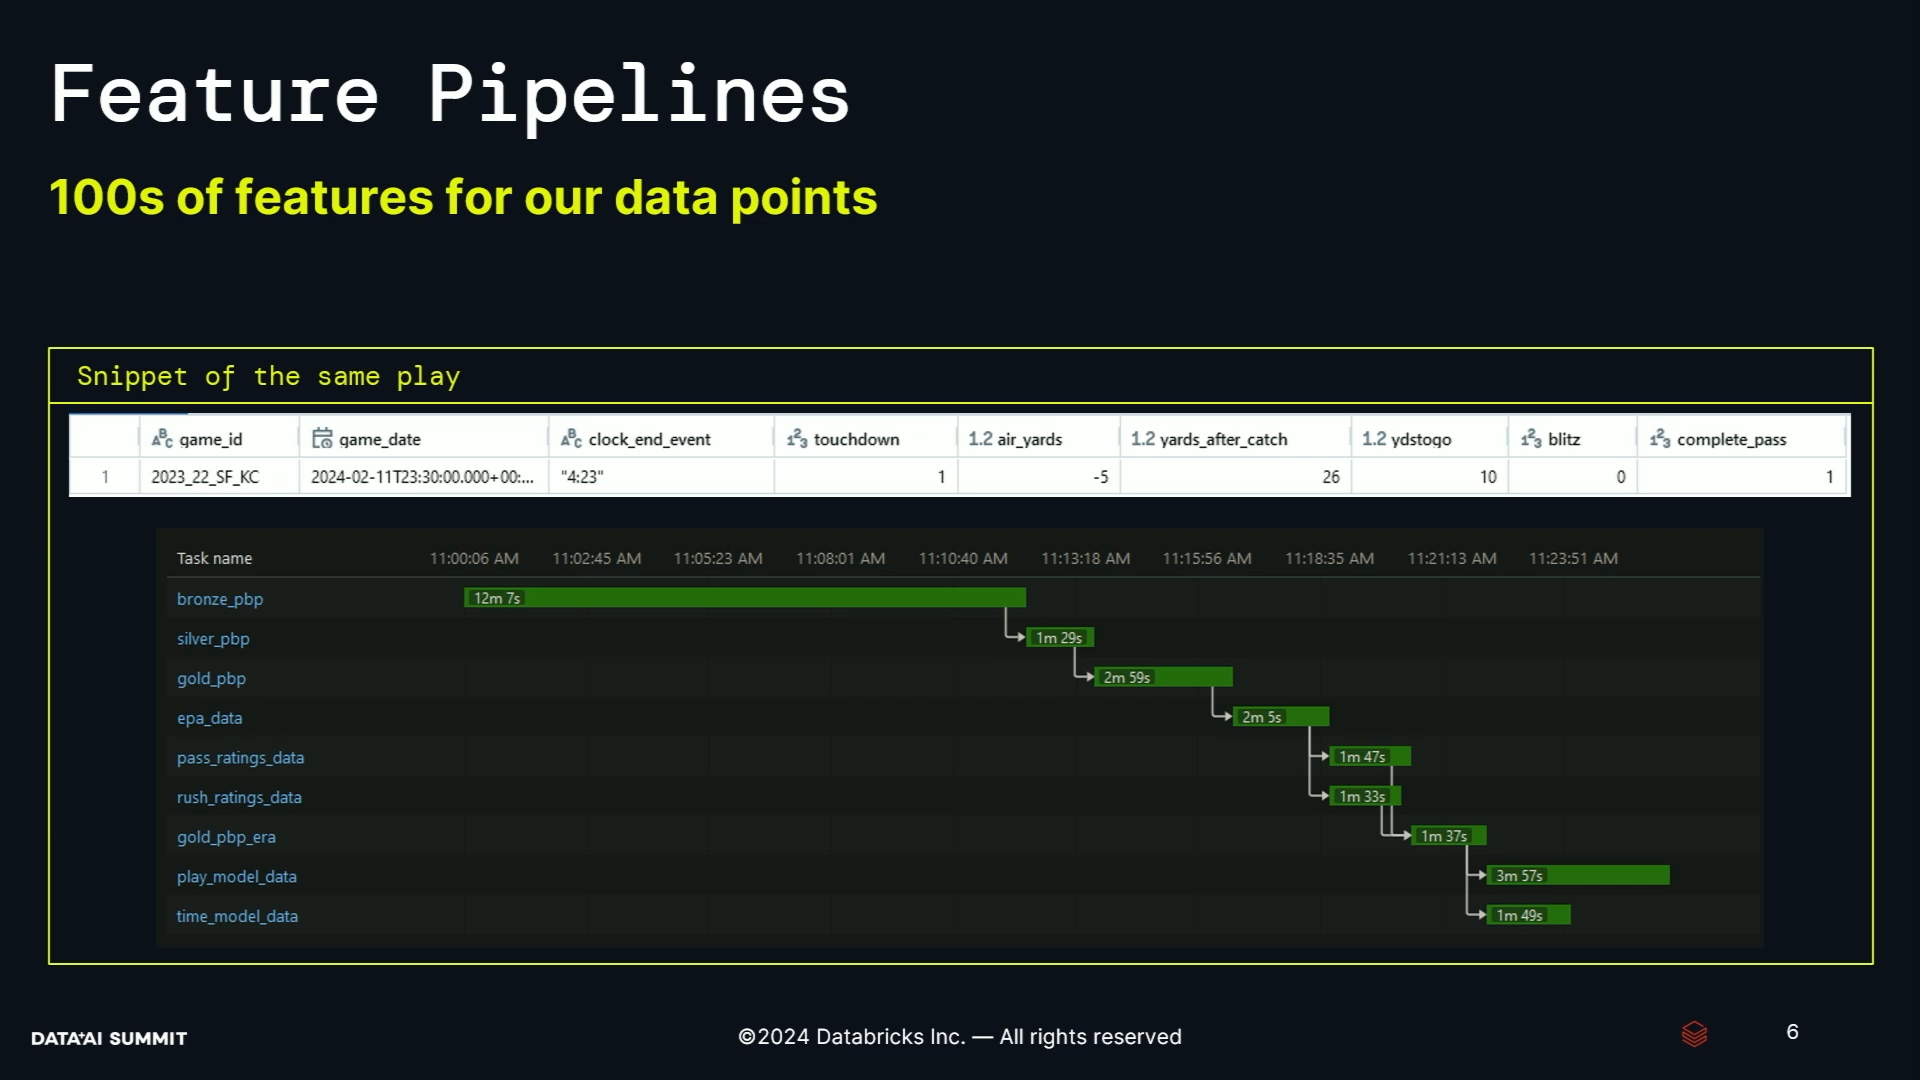 Feature Pipelines
100s of features for our data points
Snippet of the same play
game_id game_date clock_end_event touchdown 1.2 air_yards 1.2 yards_after_catch 1.2 ydstogo blitz complete_pass
1 2023_22_SF_KC 2024-02-11T23:30:00.000+00:... "4:23" 1 -5 26 10 0 1
Task name 11:00:06 AM 11:02:45 AM 11:05:23 AM 11:08:01 AM 11:10:40 AM 11:13:18 AM 11:15:56 AM 11:18:35 AM 11:21:13 AM 11:23:51 AM
bronze_pbp 12m 7s
silver_pbp 1m 29s
gold_pbp 2m 59s
epa_data 2m 5s
pass_ratings_data 1m 47s
rush_ratings_data 1m 33s
gold_pbp_era 1m 37s
play_model_data 3m 57s
time_model_data 1m 49s
DATA+AI SUMMIT ©2024 Databricks Inc. — All rights reserved 6